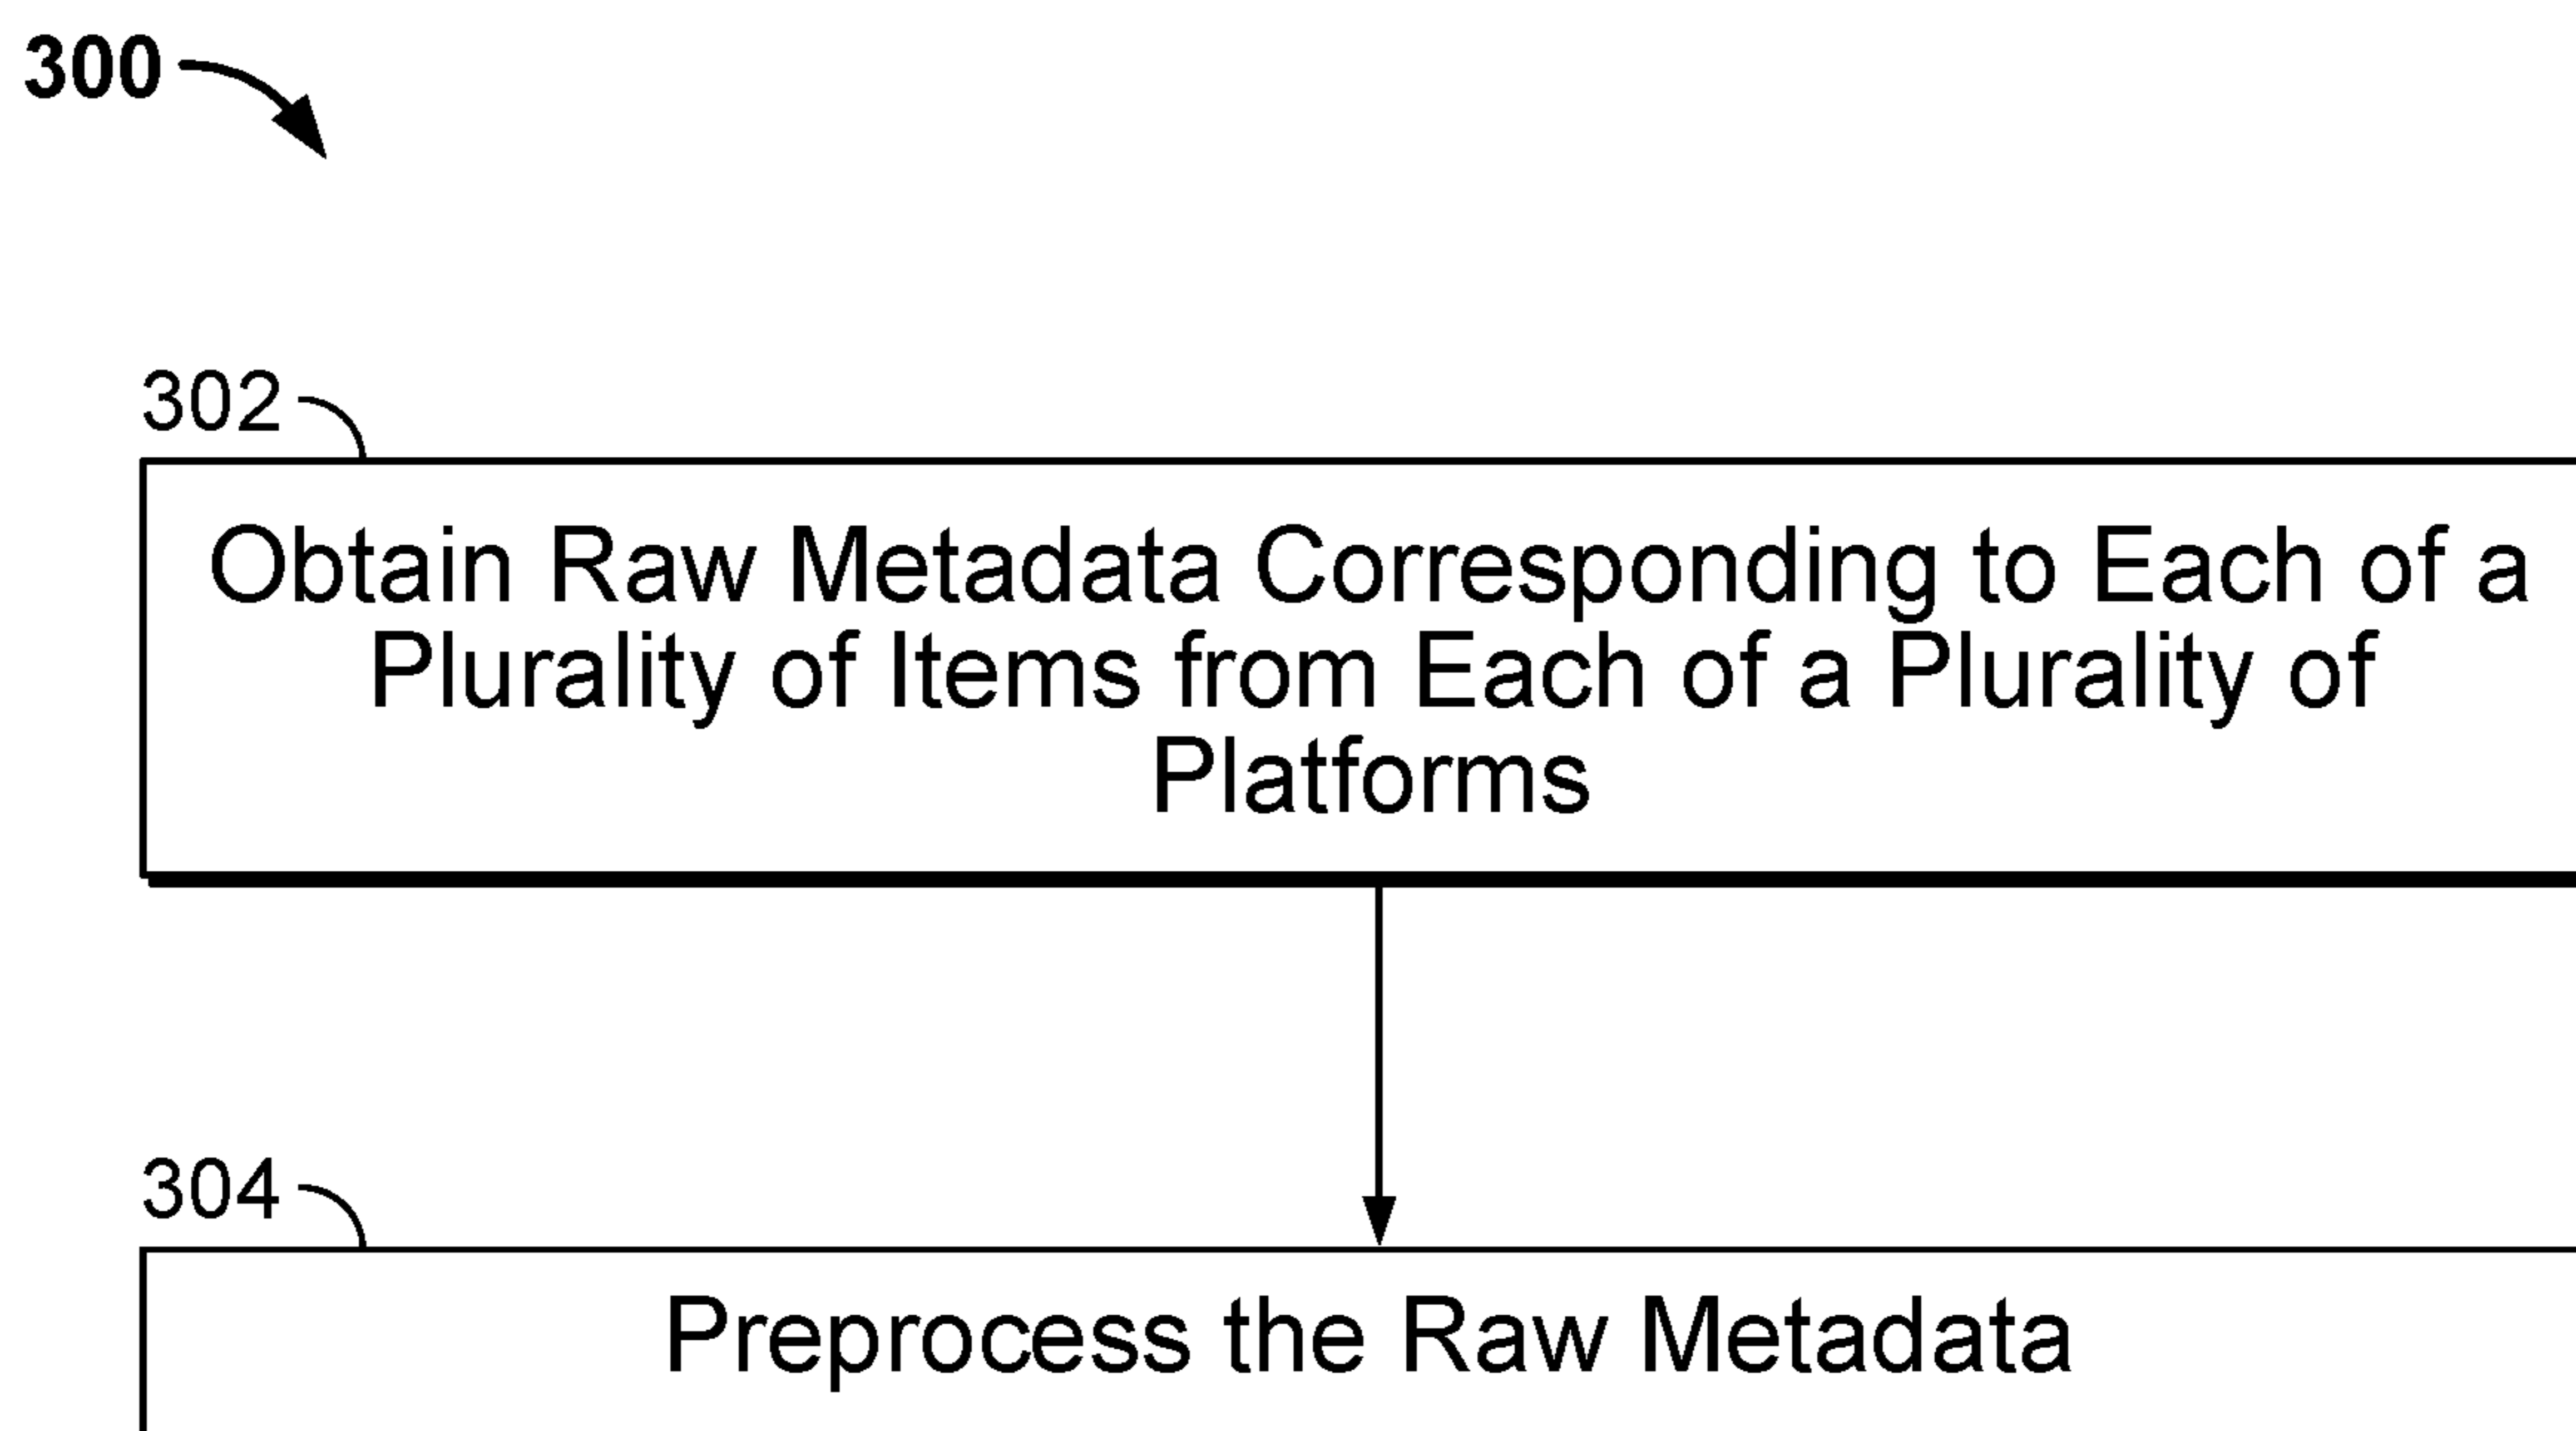 300
302
Obtain Raw Metadata Corresponding to Each of a
Plurality of Items from Each of a Plurality of
Platforms
304
Preprocess the Raw Metadata